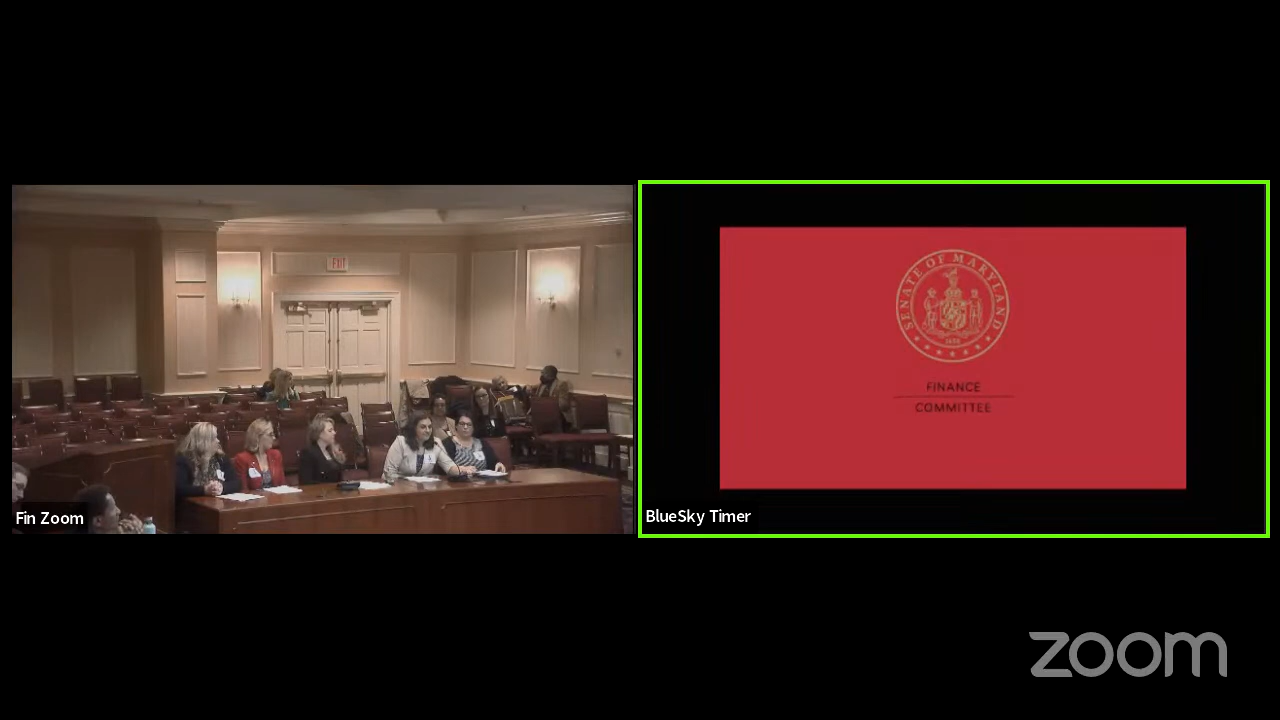 EXIT
Fin Zoom
SENATE OF MARYLAND
FINANCE
COMMITTEE
BlueSky Timer
zoom